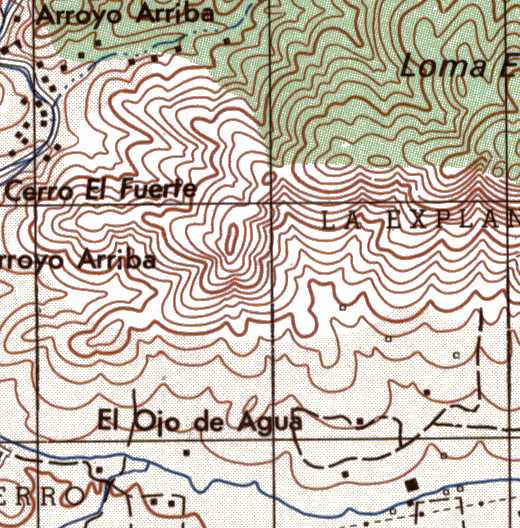 Arroyo Arriba
Loma E
Cerro El Fuerte
LA EXPLAN
rroyo Arriba
El Ojo de Agua
ERRO